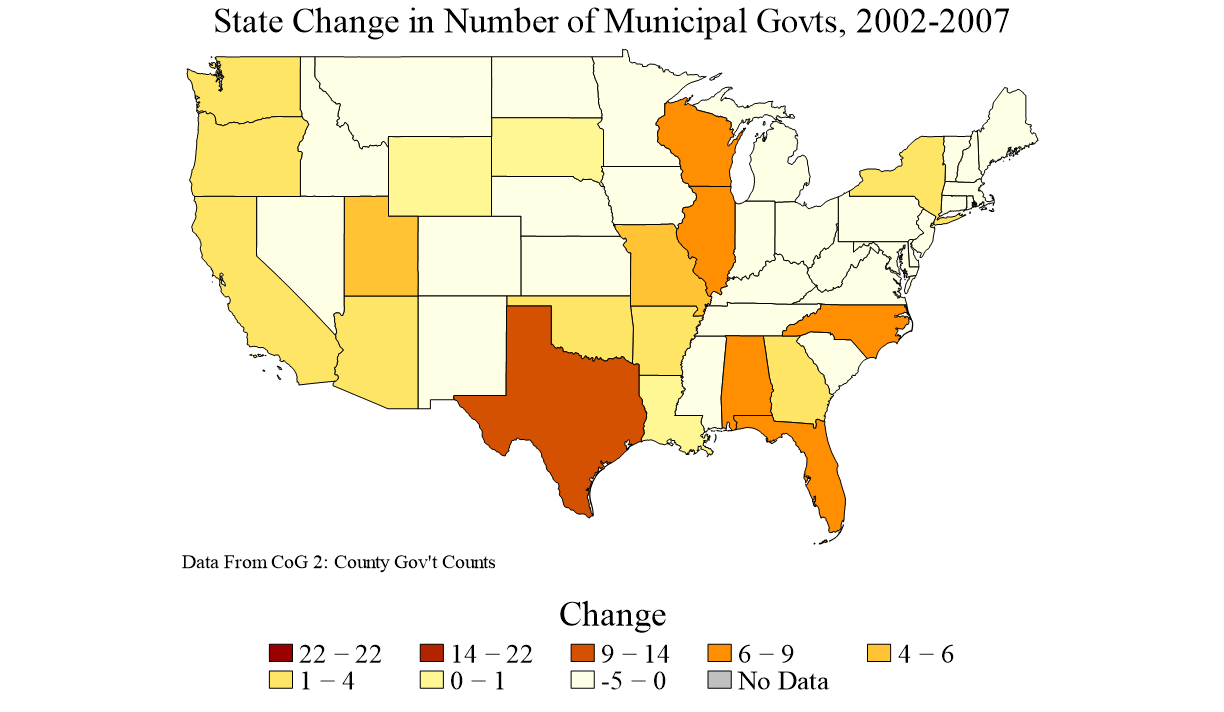 State Change in Number of Municipal Govts, 2002-2007
Data From CoG 2: County Gov't Counts
Change
22 − 22 14 − 22 9 − 14 6 − 9 4 − 6
1 − 4 0 − 1 -5 − 0 No Data